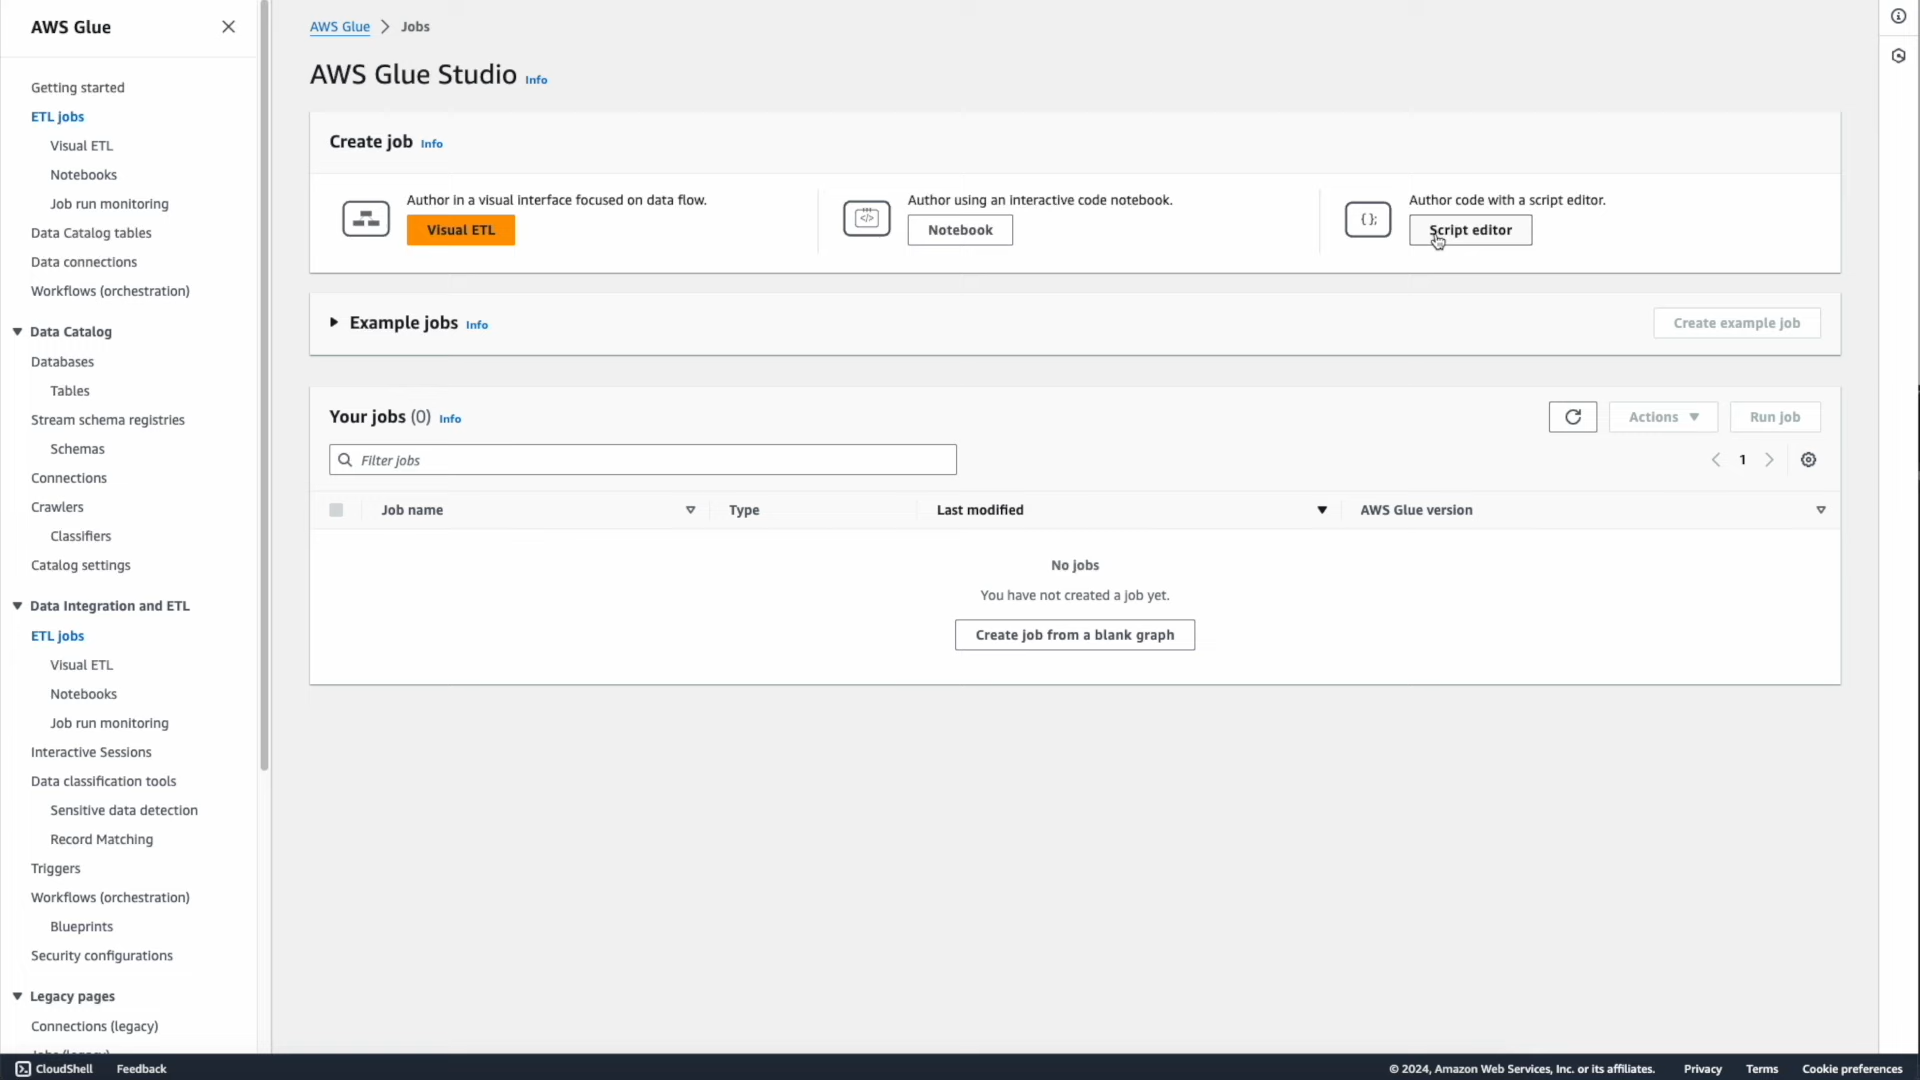 AWS Glue
Getting started
ETL jobs
Visual ETL
Notebooks
Job run monitoring
Data Catalog tables
Data connections
Workflows (orchestration)
Data Catalog
Databases
Tables
Stream schema registries
Schemas
Connections
Crawlers
Classifiers
Catalog settings
Data Integration and ETL
ETL jobs
Visual ETL
Notebooks
Job run monitoring
Interactive Sessions
Data classification tools
Sensitive data detection
Record Matching
Triggers
Workflows (orchestration)
Blueprints
Security configurations
Legacy pages
Connections (legacy)
AWS Glue > Jobs
AWS Glue Studio Info
Create job Info
Author in a visual interface focused on data flow.
Visual ETL
Author using an interactive code notebook.
Notebook
Author code with a script editor.
Script editor
Example jobs Info
Create example job
Your jobs (0) Info
Actions
Run job
Filter jobs
1
Job name Type Last modified AWS Glue version
No jobs
You have not created a job yet.
Create job from a blank graph
CloudShell Feedback © 2024, Amazon Web Services, Inc. or its affiliates. Privacy Terms Cookie preferences